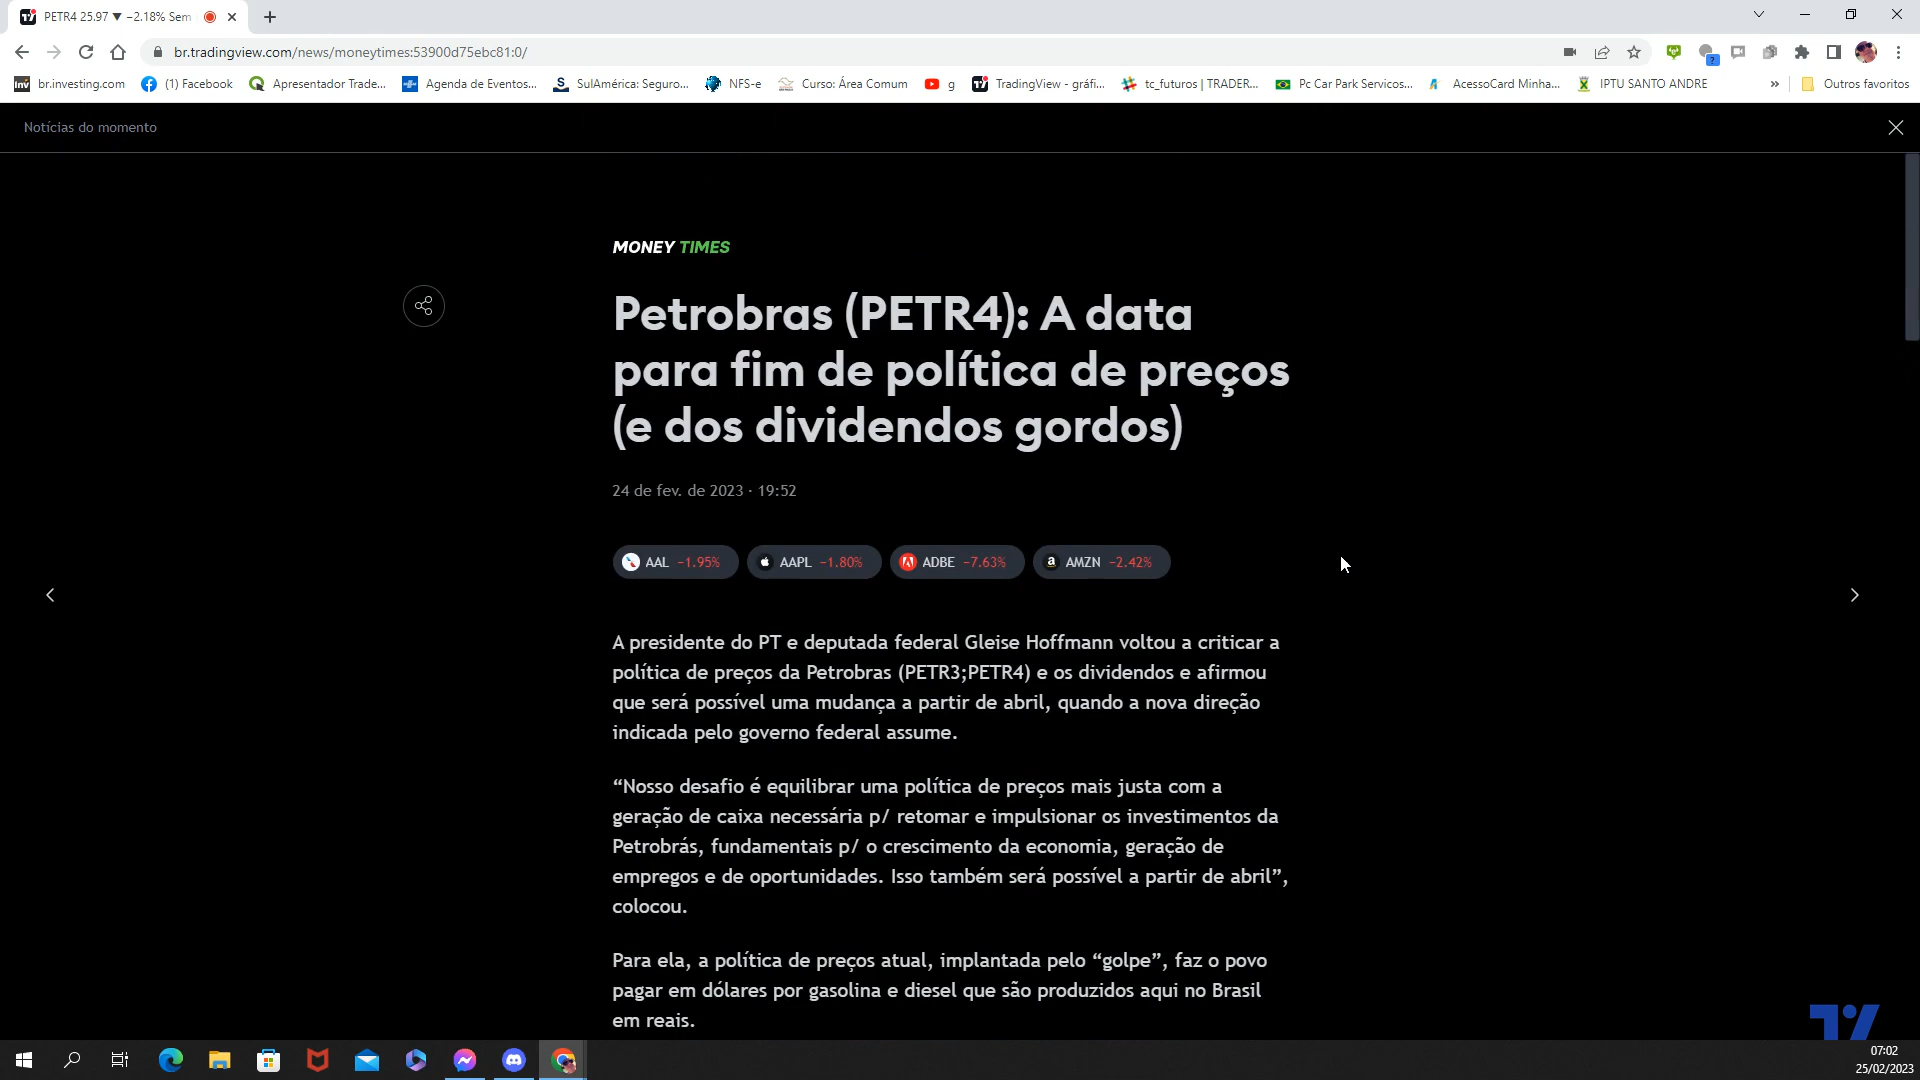 PETR4 25.97 ▼ −2.18% Sem
br.tradingview.com/news/moneytimes:53900d75ebc81:0/
br.investing.com
(1) Facebook
Apresentador Trade...
Agenda de Eventos...
SulAmérica: Seguro...
NFS-e
Curso: Área Comum
g
TradingView - gráfi...
tc_futuros | TRADER...
Pc Car Park Servicos...
AcessoCard Minha...
IPTU SANTO ANDRE
»
Outros favoritos
Notícias do momento
MONEY TIMES
Petrobras (PETR4): A data
para fim de política de preços
(e dos dividendos gordos)
24 de fev. de 2023 · 19:52
AAL −1.95%
AAPL −1.80%
ADBE −7.63%
AMZN −2.42%
A presidente do PT e deputada federal Gleise Hoffmann voltou a criticar a
política de preços da Petrobras (PETR3;PETR4) e os dividendos e afirmou
que será possível uma mudança a partir de abril, quando a nova direção
indicada pelo governo federal assume.
“Nosso desafio é equilibrar uma política de preços mais justa com a
geração de caixa necessária p/ retomar e impulsionar os investimentos da
Petrobrás, fundamentais p/ o crescimento da economia, geração de
empregos e de oportunidades. Isso também será possível a partir de abril”,
colocou.
Para ela, a política de preços atual, implantada pelo “golpe”, faz o povo
pagar em dólares por gasolina e diesel que são produzidos aqui no Brasil
em reais.
07:02
25/02/2023